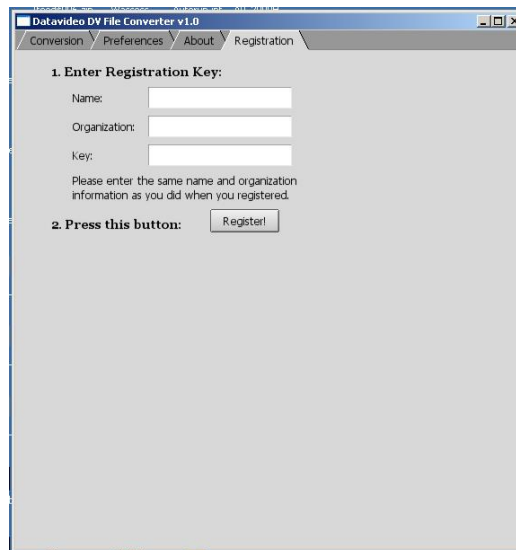 Datavideo DV File Converter v1.0
Conversion Preferences About Registration
1. Enter Registration Key:
Name:
Organization:
Key:
Please enter the same name and organization
information as you did when you registered.
2. Press this button: Register!